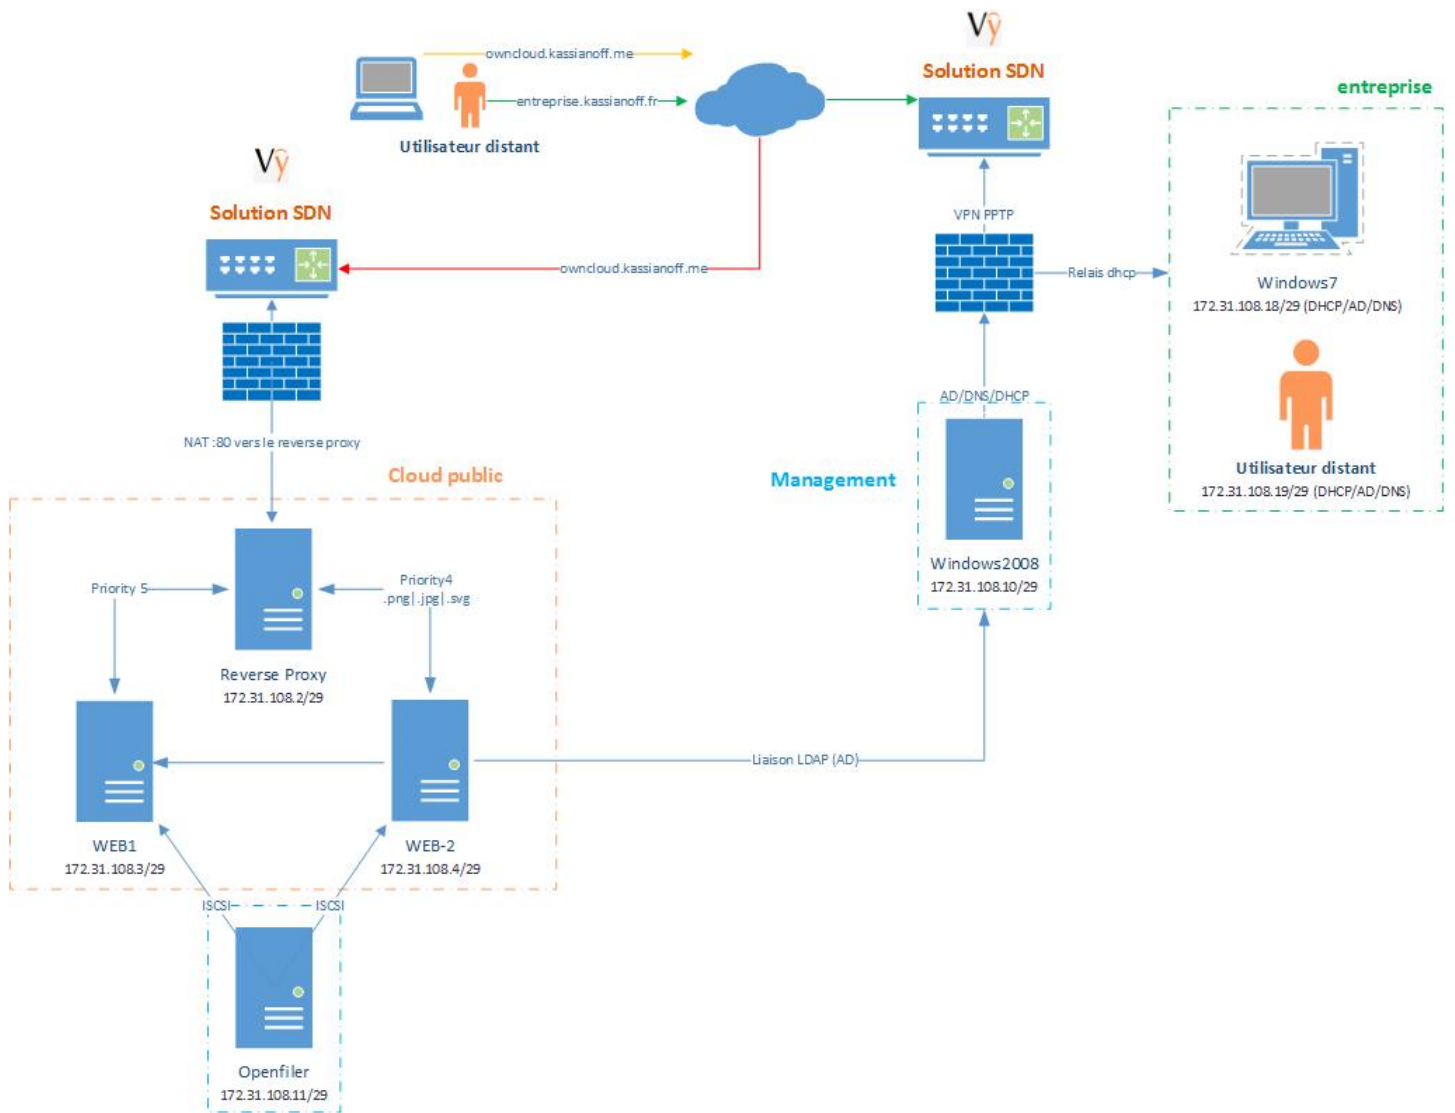 Vy
Solution SDN
owncloud.kassianoff.me
entreprise.kassianoff.fr
Utilisateur distant
entreprise
Vy
Solution SDN
VPN PPTP
owncloud.kassianoff.me
Relais dhcp
Windows7
172.31.108.18/29 (DHCP/AD/DNS)
Utilisateur distant
172.31.108.19/29 (DHCP/AD/DNS)
AD/DNS/DHCP
NAT :80 vers le reverse proxy
Cloud public
Management
Windows2008
172.31.108.10/29
Priority 5
Priority4
.png|.jpg|.svg
Reverse Proxy
172.31.108.2/29
Liaison LDAP (AD)
WEB1
172.31.108.3/29
WEB-2
172.31.108.4/29
ISCSI
ISCSI
Openfiler
172.31.108.11/29